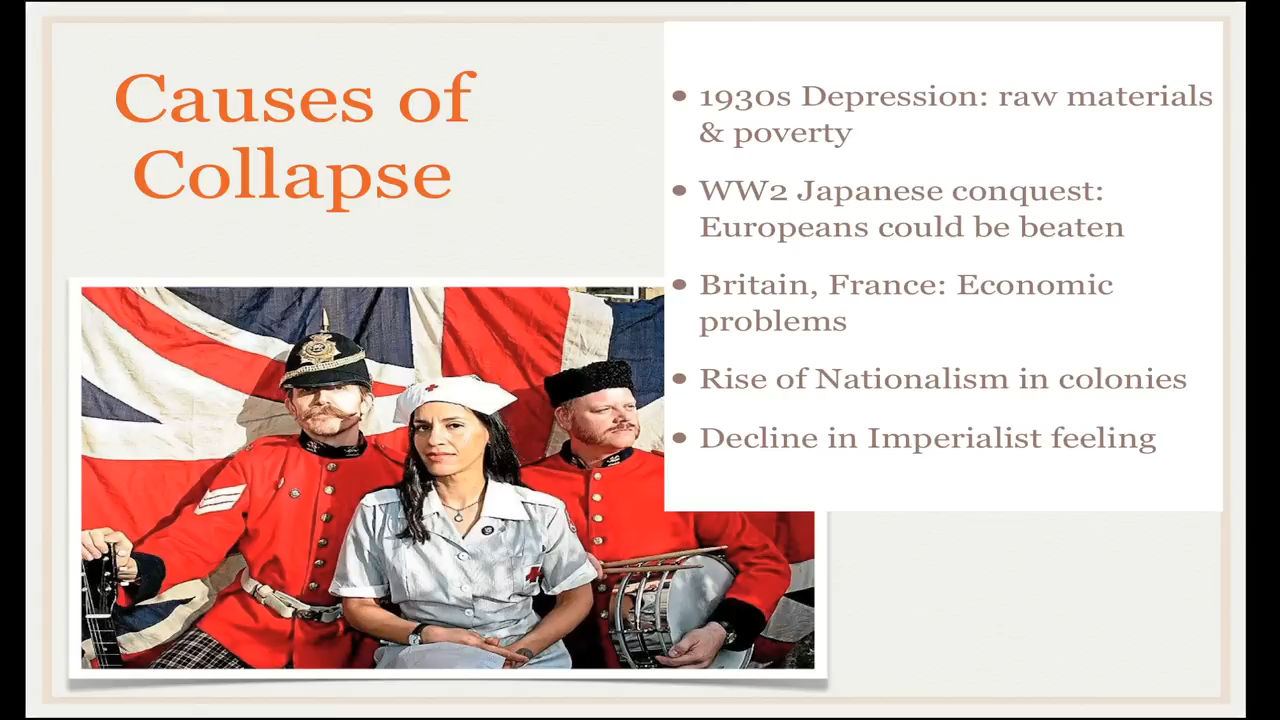 Causes of
Collapse
• 1930s Depression: raw materials
& poverty
• WW2 Japanese conquest:
Europeans could be beaten
• Britain, France: Economic
problems
• Rise of Nationalism in colonies
• Decline in Imperialist feeling